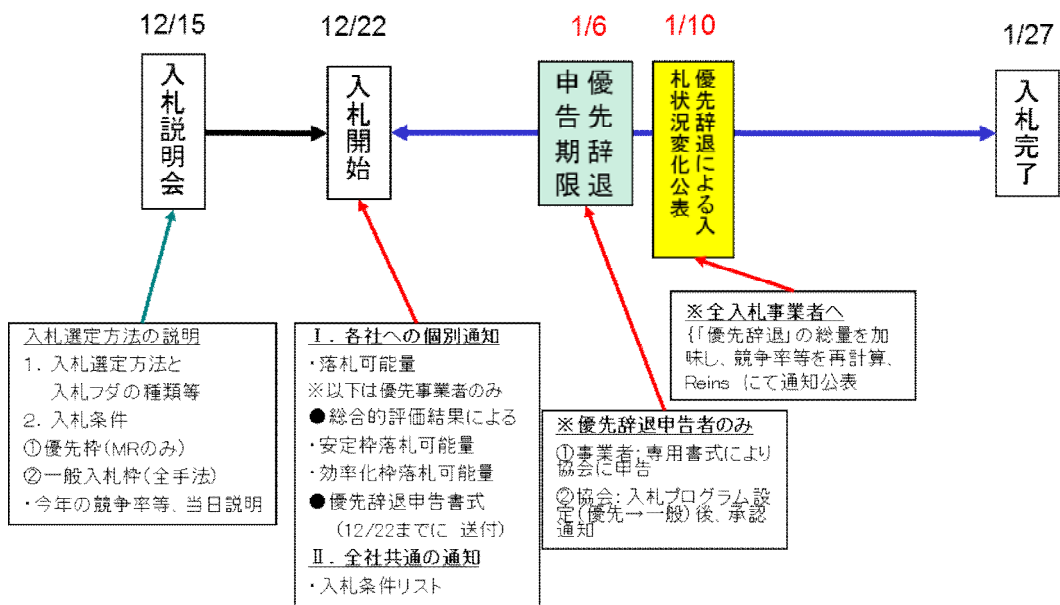 12/15
12/22
1/6
1/10
1/27
入札説明会
入札開始
優先辞退
申告期限
優先辞退による入
札状況変化公表
入札完了
入札選定方法の説明
1. 入札選定方法と
入札フダの種類等
2. 入札条件
①優先枠(MRのみ)
②一般入札枠(全手法)
・今年の競争率等、当日説明
Ⅰ. 各社への個別通知
・落札可能量
※以下は優先事業者のみ
●総合的評価結果による
・安定枠落札可能量
・効率化枠落札可能量
●優先辞退申告書式
(12/22までに 送付)
Ⅱ. 全社共通の通知
・入札条件リスト
※優先辞退申告者のみ
①事業者:専用書式により
協会に申告
②協会:入札プログラム設
定(優先→一般)後、承認
通知
※全入札事業者へ
{「優先辞退」の総量を加
味し、競争率等を再計算、
Reins にて通知公表